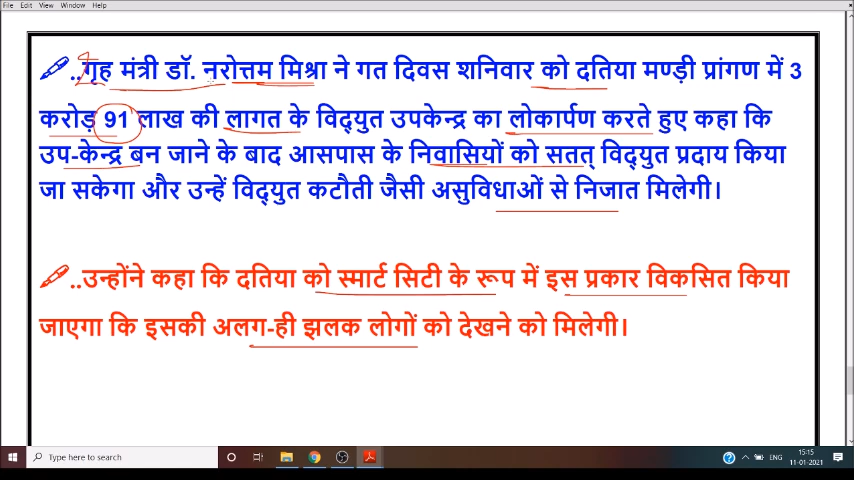 File Edit View Window Help
..गृह मंत्री डॉ. नरोत्तम मिश्रा ने गत दिवस शनिवार को दतिया मण्ड़ी प्रांगण में 3
करोड़ 91 लाख की लागत के विद्युत उपकेन्द्र का लोकार्पण करते हुए कहा कि
उप-केन्द्र बन जाने के बाद आसपास के निवासियों को सतत् विद्युत प्रदाय किया
जा सकेगा और उन्हें विद्युत कटौती जैसी असुविधाओं से निजात मिलेगी।
..उन्होंने कहा कि दतिया को स्मार्ट सिटी के रूप में इस प्रकार विकसित किया
जाएगा कि इसकी अलग-ही झलक लोगों को देखने को मिलेगी।
Type here to search
ENG
15:15
11-01-2021